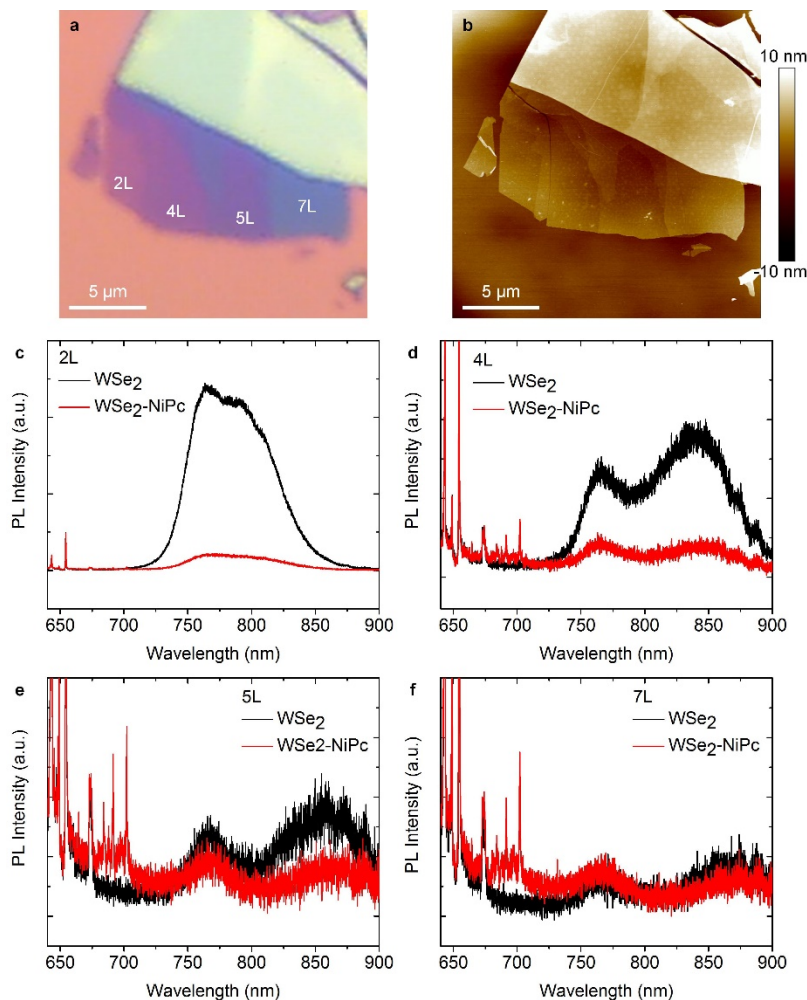 a
2L
4L
5L
7L
5 µm
b
10 nm
-10 nm
5 µm
c
2L
WSe2
WSe2-NiPc
PL Intensity (a.u.)
650 700 750 800 850 900
Wavelength (nm)
d
4L
WSe2
WSe2-NiPc
PL Intensity (a.u.)
650 700 750 800 850 900
Wavelength (nm)
e
5L
WSe2
WSe2-NiPc
PL Intensity (a.u.)
650 700 750 800 850 900
Wavelength (nm)
f
7L
WSe2
WSe2-NiPc
PL Intensity (a.u.)
650 700 750 800 850 900
Wavelength (nm)